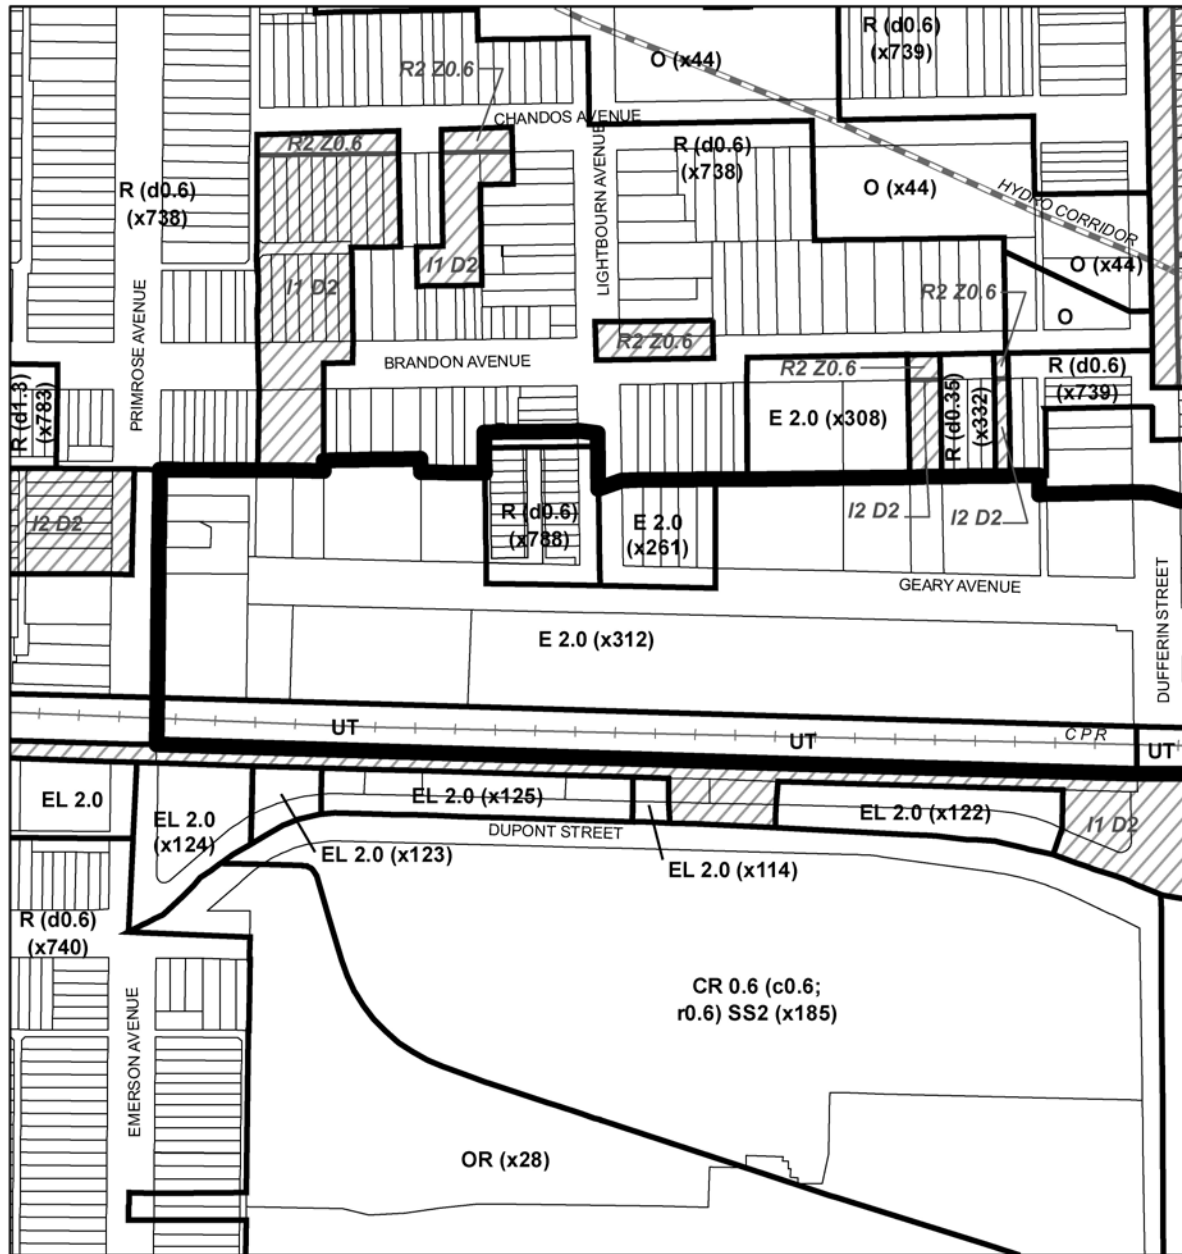 R (d0.6)
(x739)
O (x44)
R2 Z0.6
CHANDOS AVENUE
R2 Z0.6
R (d0.6)
(x738)
LIGHTBOURN AVENUE
R (d0.6)
(x738)
O (x44)
HYDRO CORRIDOR
O (x44)
I1 D2
I1 D2
R2 Z0.6
O
PRIMROSE AVENUE
BRANDON AVENUE
R2 Z0.6
R2 Z0.6
R (d0.6)
(x739)
R (d1.3)
(x783)
E 2.0 (x308)
R (d0.35)
(x332)
I2 D2
R (d0.6)
(x788)
E 2.0
(x261)
I2 D2
I2 D2
GEARY AVENUE
DUFFERIN STREET
E 2.0 (x312)
UT
UT
CPR
UT
EL 2.0
EL 2.0
(x124)
EL 2.0 (x125)
EL 2.0 (x122)
I1 D2
DUPONT STREET
EL 2.0 (x123)
EL 2.0 (x114)
R (d0.6)
(x740)
CR 0.6 (c0.6;
r0.6) SS2 (x185)
EMERSON AVENUE
OR (x28)